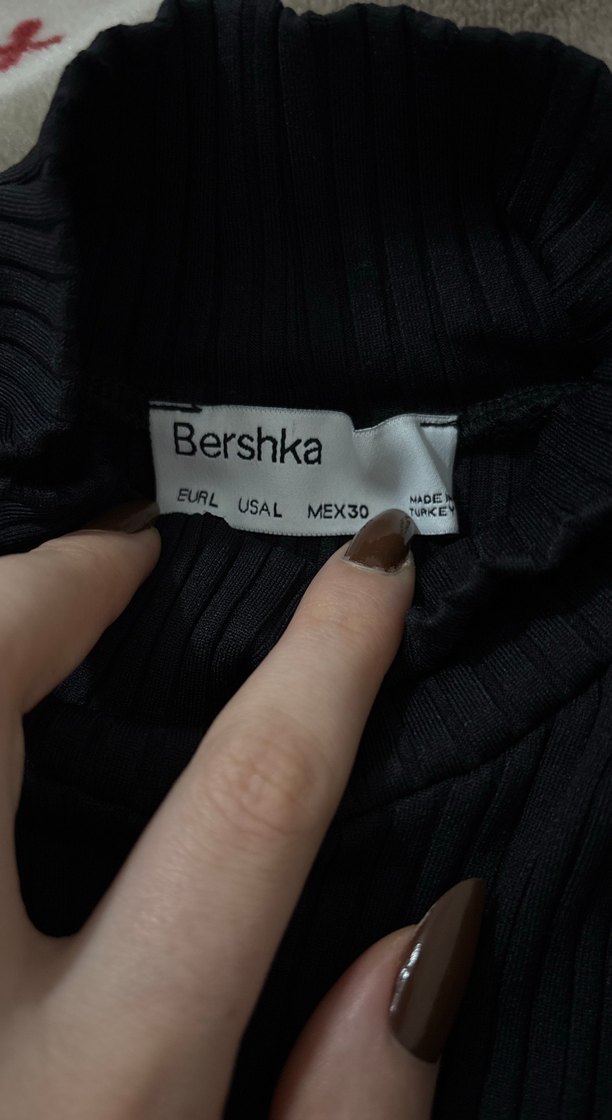 Bershka
EUR L USA L MEX 30
MADE IN
TURKEY